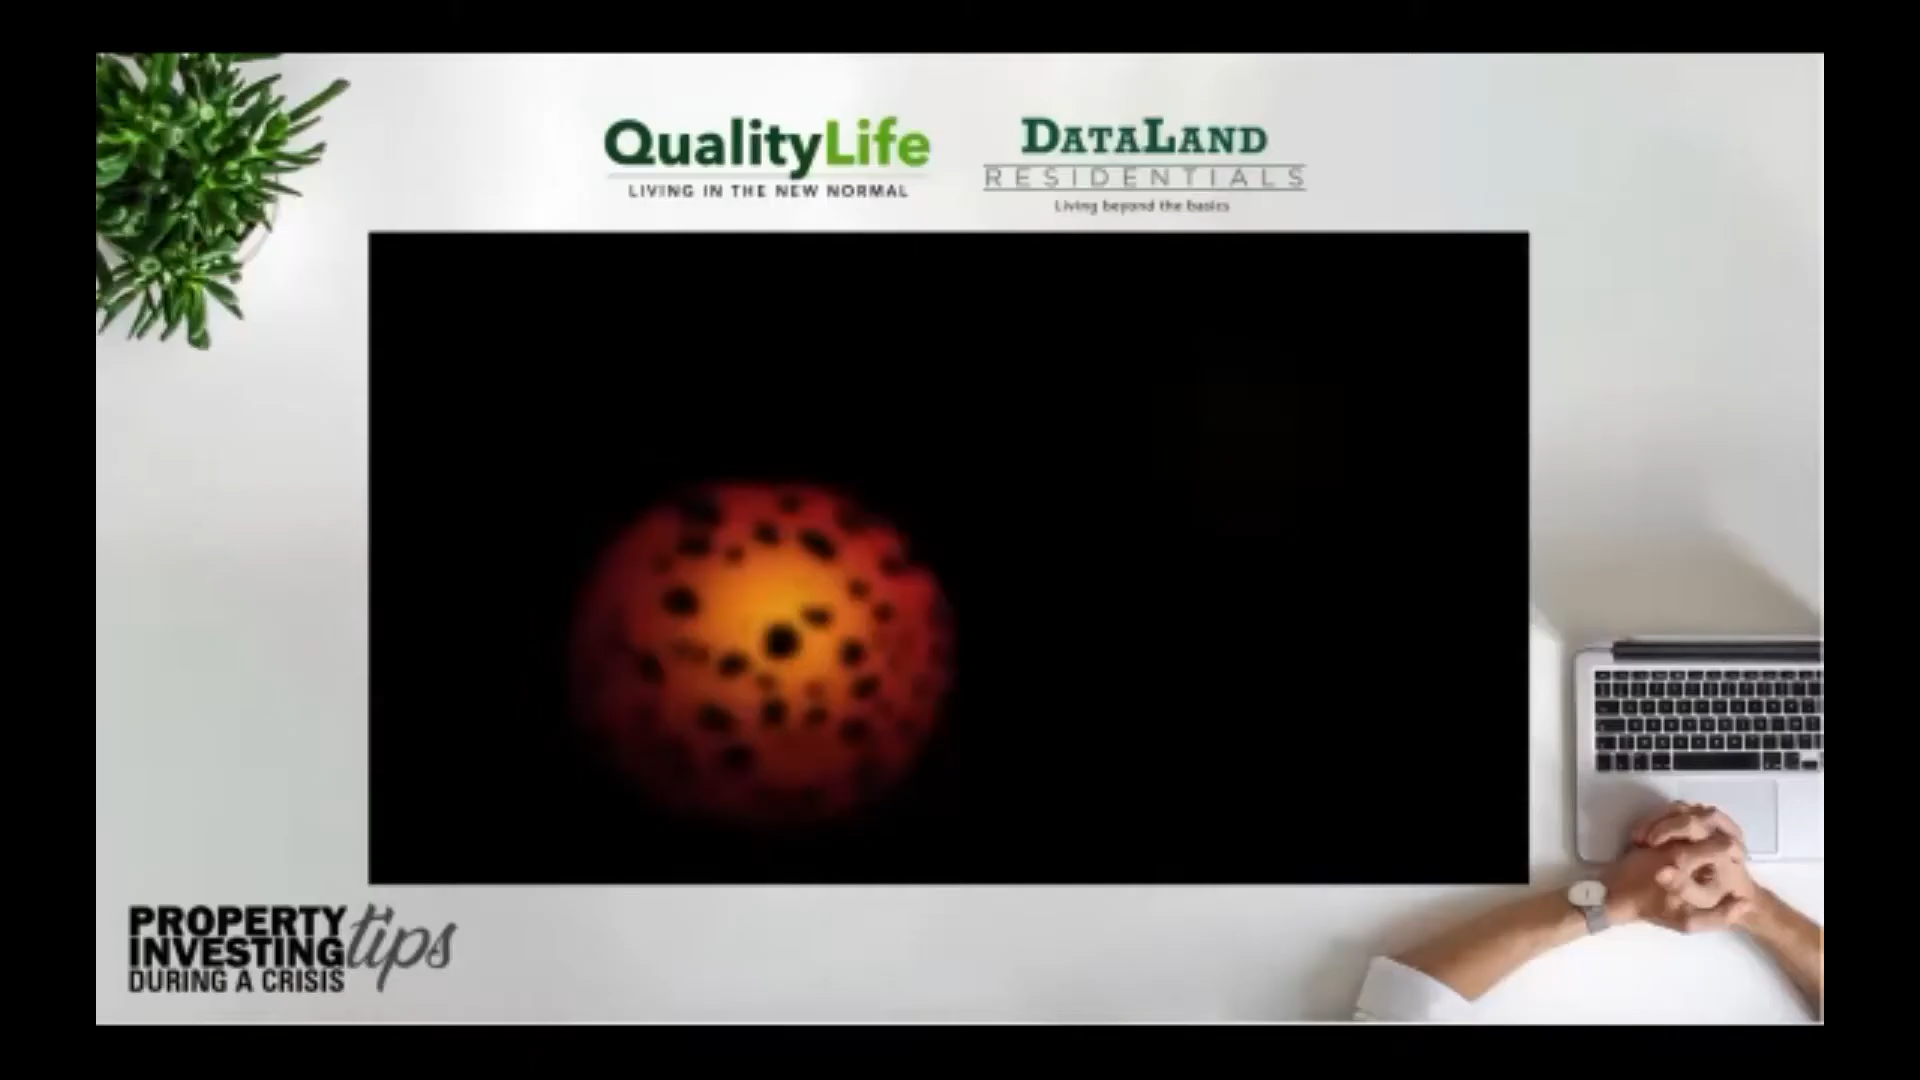 QualityLife
LIVING IN THE NEW NORMAL
DATALAND
RESIDENTIALS
Living beyond the basics
PROPERTY
INVESTING tips
DURING A CRISIS